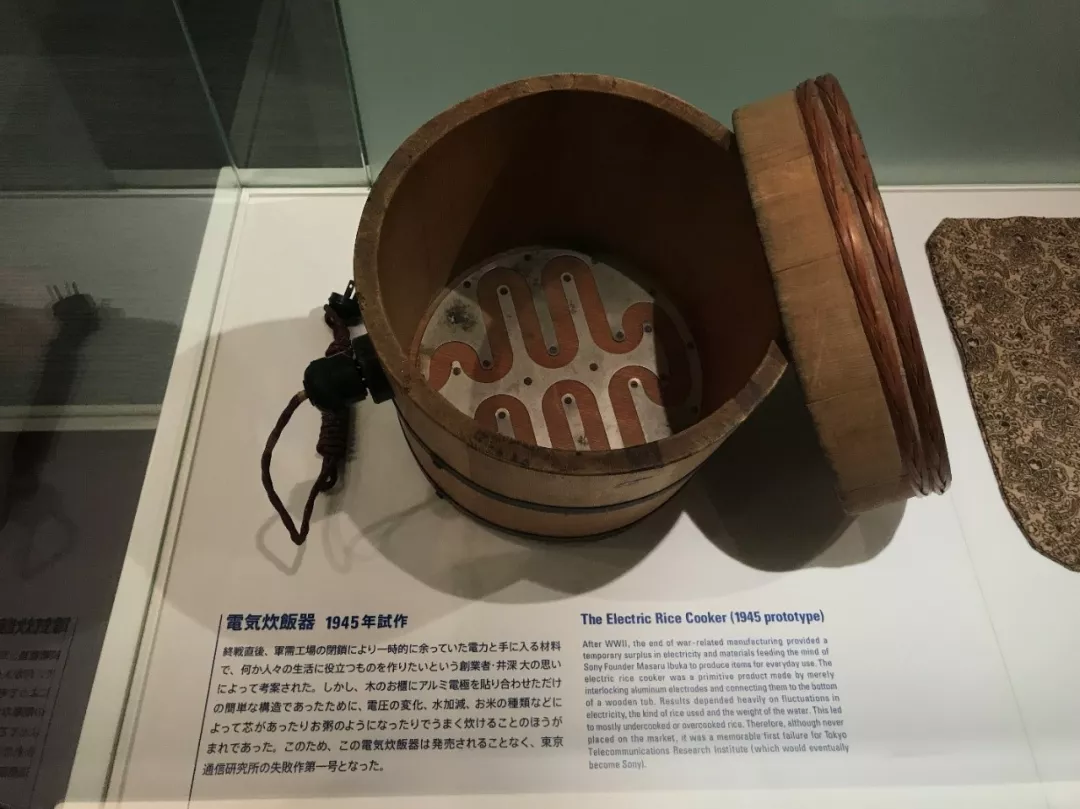 電気炊飯器 1945年試作
終戦直後、軍需工場の閉鎖により一時的に余っていた電力と手に入る材料
で、何か人々の生活に役立つものを作りたいという創業者・井深 大の思い
によって考案された。しかし、木のお櫃にアルミ電極を貼り合わせただけ
の簡単な構造であったために、電圧の変化、水加減、お米の種類などに
よって芯があったりお粥のようになったりでうまく炊けることのほうが
まれであった。このため、この電気炊飯器は発売されることなく、東京
通信研究所の失敗作第一号となった。
The Electric Rice Cooker (1945 prototype)
After WWII, the end of war-related manufacturing provided a
temporary surplus in electricity and materials feeding the mind of
Sony Founder Masaru Ibuka to produce items for everyday use. The
electric rice cooker was a primitive product made by merely
interlocking aluminum electrodes and connecting them to the bottom
of a wooden tub. Results depended heavily on fluctuations in
electricity, the kind of rice used and the weight of the water. This led
to mostly undercooked or overcooked rice. Therefore, although never
placed on the market, it was a memorable first failure for Tokyo
Telecommunications Research Institute (which would eventually
become Sony).